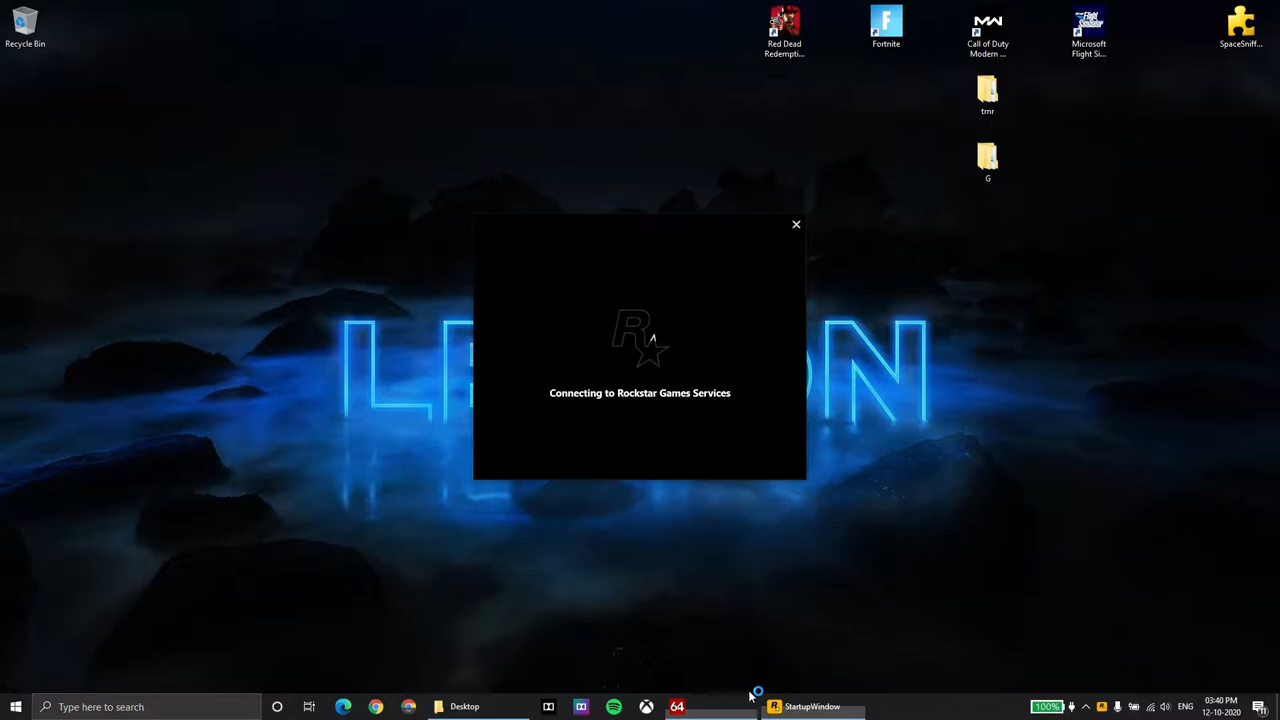 Recycle Bin
Red Dead
Redempti...
Fortnite
Call of Duty
Modern ...
Microsoft
Flight Si...
SpaceSniff...
trnr
G
Connecting to Rockstar Games Services
Type here to search
Desktop
64
StartupWindow
100%
ENG
03:40 PM
12-10-2020